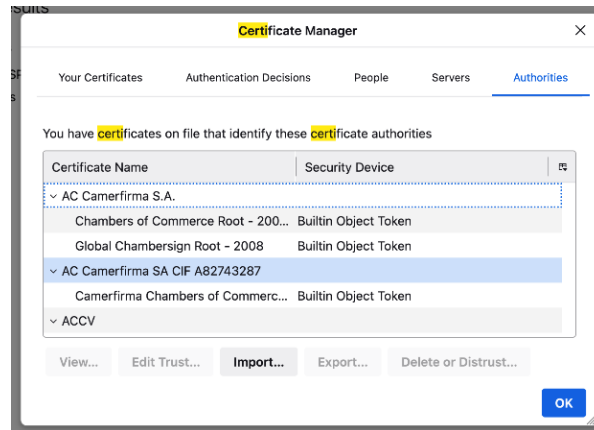 Certificate Manager
Your Certificates Authentication Decisions People Servers Authorities
You have certificates on file that identify these certificate authorities
Certificate Name Security Device
AC Camerfirma S.A.
Chambers of Commerce Root - 200... Builtin Object Token
Global Chambersign Root - 2008 Builtin Object Token
AC Camerfirma SA CIF A82743287
Camerfirma Chambers of Commerc... Builtin Object Token
ACCV
View... Edit Trust... Import... Export... Delete or Distrust...
OK